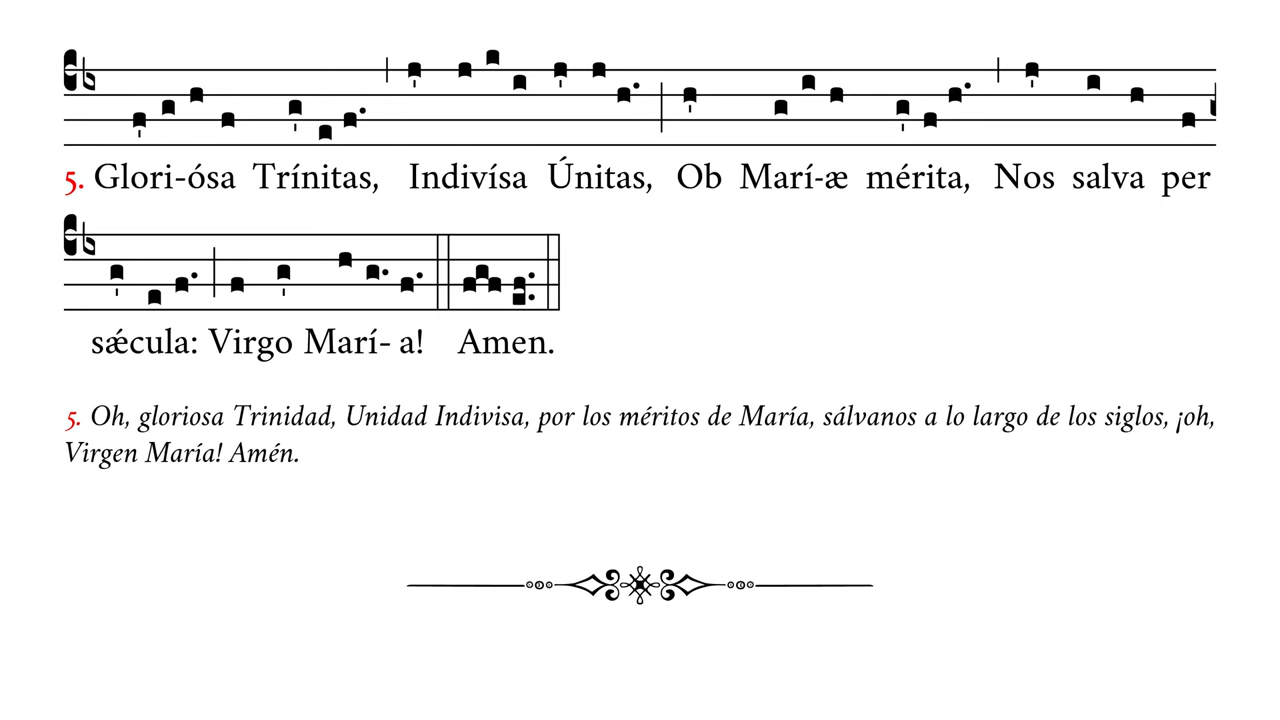 5. Glori-ósa Trínitas, Indivísa Únitas, Ob Marí-æ mérita, Nos salva per
sǽcula: Virgo Marí- a! Amen.
5. Oh, gloriosa Trinidad, Unidad Indivisa, por los méritos de María, sálvanos a lo largo de los siglos, ¡oh,
Virgen María! Amén.